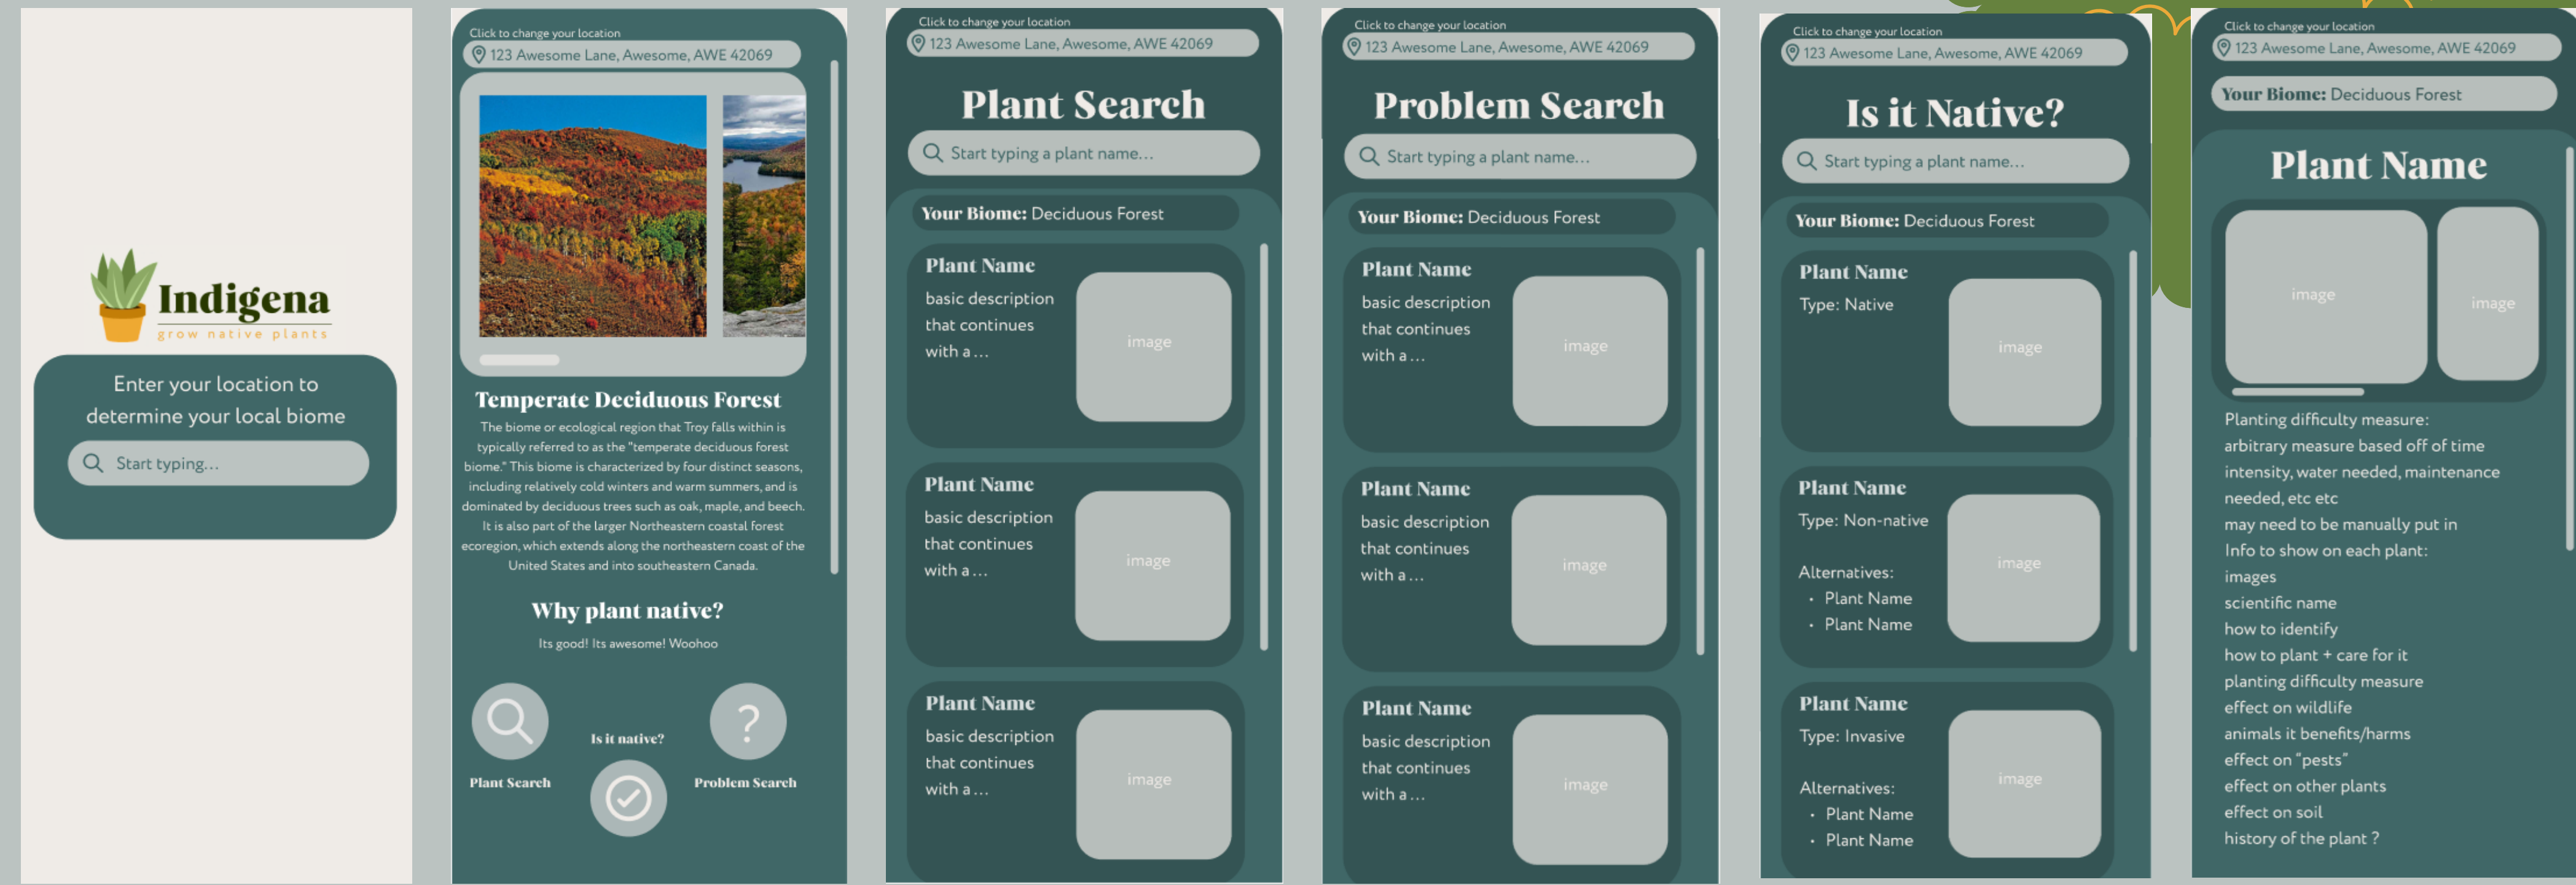 Indigena
grow native plants
Enter your location to
determine your local biome
Start typing...
Click to change your location
123 Awesome Lane, Awesome, AWE 42069
Temperate Deciduous Forest
The biome or ecological region that Troy falls within is
typically referred to as the "temperate deciduous forest
biome." This biome is characterized by four distinct seasons,
including relatively cold winters and warm summers, and is
dominated by deciduous trees such as oak, maple, and beech.
It is also part of the larger Northeastern coastal forest
ecoregion, which extends along the northeastern coast of the
United States and into southeastern Canada.
Why plant native?
Its good! Its awesome! Woohoo
Is it native?
Plant Search
Problem Search
Click to change your location
123 Awesome Lane, Awesome, AWE 42069
Plant Search
Start typing a plant name...
Your Biome: Deciduous Forest
Plant Name
basic description
that continues
with a...
image
Plant Name
basic description
that continues
with a...
image
Plant Name
basic description
that continues
with a...
image
Click to change your location
123 Awesome Lane, Awesome, AWE 42069
Problem Search
Start typing a plant name...
Your Biome: Deciduous Forest
Plant Name
basic description
that continues
with a...
image
Plant Name
basic description
that continues
with a...
image
Plant Name
basic description
that continues
with a...
image
Click to change your location
123 Awesome Lane, Awesome, AWE 42069
Is it Native?
Start typing a plant name...
Your Biome: Deciduous Forest
Plant Name
Type: Native
image
Plant Name
Type: Non-native
Alternatives:
• Plant Name
• Plant Name
image
Plant Name
Type: Invasive
Alternatives:
• Plant Name
• Plant Name
image
Click to change your location
123 Awesome Lane, Awesome, AWE 42069
Your Biome: Deciduous Forest
Plant Name
image
image
Planting difficulty measure:
arbitrary measure based off of time
intensity, water needed, maintenance
needed, etc etc
may need to be manually put in
Info to show on each plant:
images
scientific name
how to identify
how to plant + care for it
planting difficulty measure
effect on wildlife
animals it benefits/harms
effect on “pests”
effect on other plants
effect on soil
history of the plant ?